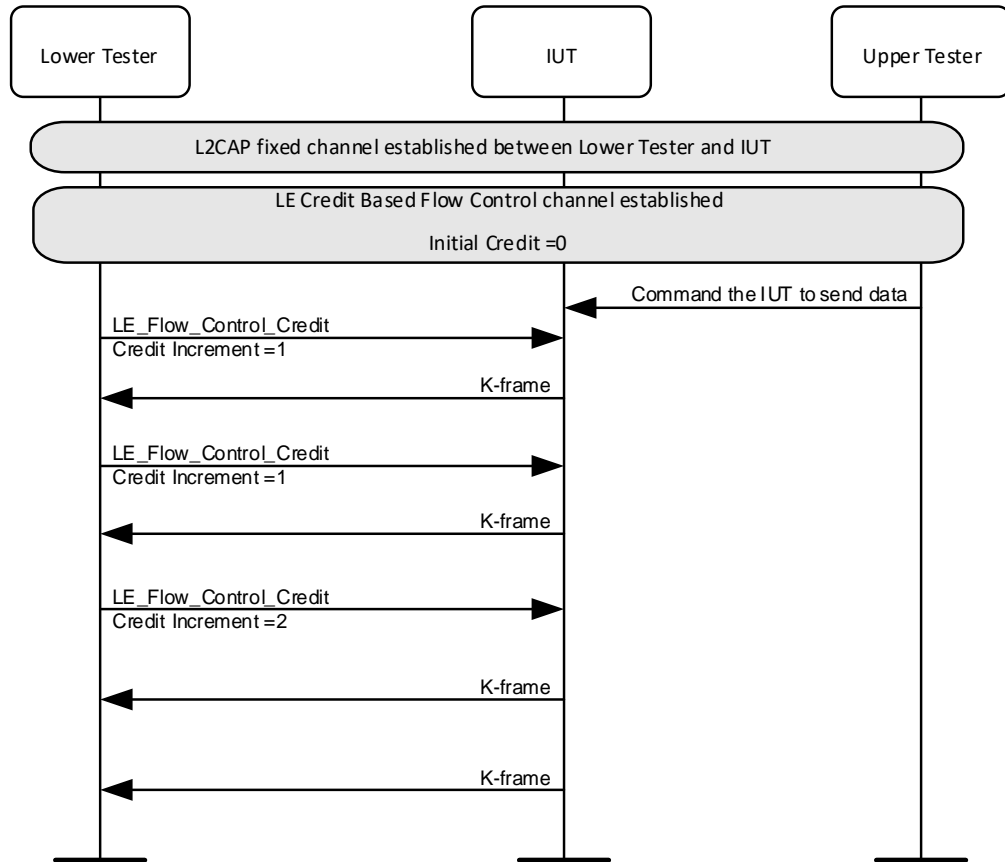 Lower Tester
IUT
Upper Tester
L2CAP fixed channel established between Lower Tester and IUT
LE Credit Based Flow Control channel established
Initial Credit =0
Command the IUT to send data
LE_Flow_Control_Credit
Credit Increment =1
K-frame
LE_Flow_Control_Credit
Credit Increment =1
K-frame
LE_Flow_Control_Credit
Credit Increment =2
K-frame
K-frame